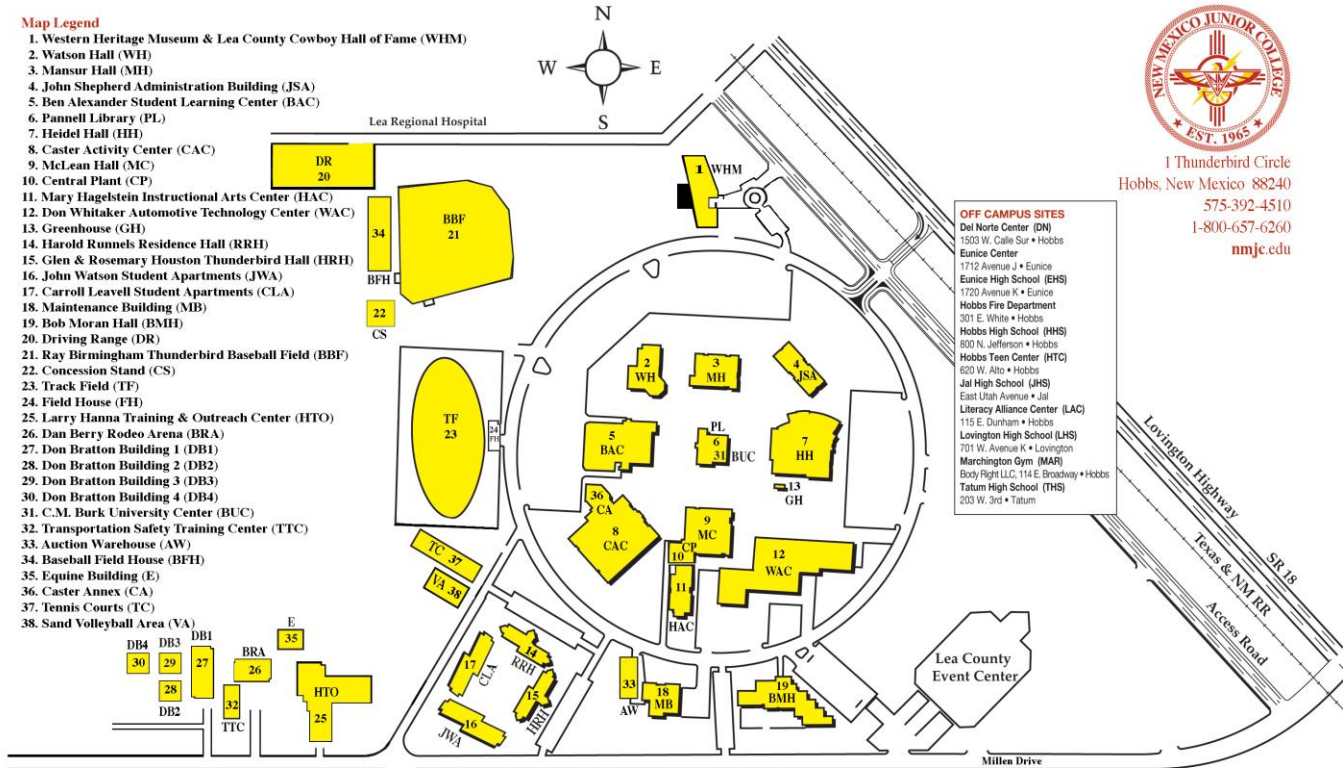 Map Legend
1. Western Heritage Museum & Lea County Cowboy Hall of Fame (WHM)
2. Watson Hall (WH)
3. Mansur Hall (MH)
4. John Shepherd Administration Building (JSA)
5. Ben Alexander Student Learning Center (BAC)
6. Pannell Library (PL)
7. Heidel Hall (HH)
8. Caster Activity Center (CAC)
9. McLean Hall (MC)
10. Central Plant (CP)
11. Mary Hagelstein Instructional Arts Center (HAC)
12. Don Whitaker Automotive Technology Center (WAC)
13. Greenhouse (GH)
14. Harold Runnels Residence Hall (RRH)
15. Glen & Rosemary Houston Thunderbird Hall (HRH)
16. John Watson Student Apartments (JWA)
17. Carroll Leavell Student Apartments (CLA)
18. Maintenance Building (MB)
19. Bob Moran Hall (BMH)
20. Driving Range (DR)
21. Ray Birmingham Thunderbird Baseball Field (BBF)
22. Concession Stand (CS)
23. Track Field (TF)
24. Field House (FH)
25. Larry Hanna Training & Outreach Center (HTO)
26. Dan Berry Rodeo Arena (BRA)
27. Don Bratton Building 1 (DB1)
28. Don Bratton Building 2 (DB2)
29. Don Bratton Building 3 (DB3)
30. Don Bratton Building 4 (DB4)
31. C.M. Burk University Center (BUC)
32. Transportation Safety Training Center (TTC)
33. Auction Warehouse (AW)
34. Baseball Field House (BFH)
35. Equine Building (E)
36. Caster Annex (CA)
37. Tennis Courts (TC)
38. Sand Volleyball Area (VA)
N
W E
S
NEW MEXICO JUNIOR COLLEGE
NMJC
EST. 1965
1 Thunderbird Circle
Hobbs, New Mexico 88240
575-392-4510
1-800-657-6260
nmjc.edu
OFF CAMPUS SITES
Del Norte Center (DN)
1503 W. Calle Sur • Hobbs
Eunice Center
1712 Avenue J • Eunice
Eunice High School (EHS)
1720 Avenue K • Eunice
Hobbs Fire Department
301 E. White • Hobbs
Hobbs High School (HHS)
800 N. Jefferson • Hobbs
Hobbs Teen Center (HTC)
620 W. Alto • Hobbs
Jal High School (JHS)
East Utah Avenue • Jal
Literacy Alliance Center (LAC)
115 E. Dunham • Hobbs
Lovington High School (LHS)
701 W. Avenue K • Lovington
Marchington Gym (MAR)
Body Right LLC, 114 E. Broadway • Hobbs
Tatum High School (THS)
203 W. 3rd • Tatum
Lea Regional Hospital
DR
20
1 WHM
34
BFH
BBF
21
22
CS
TF
23
24
FH
2
WH
3
MH
4
JSA
5
BAC
PL
6
31 BUC
7
HH
13
GH
36
CA
8
CAC
9
MC
CP
10
11
HAC
12
WAC
TC 37
VA 38
17
CLA
14
RRH
15
HRH
16
JWA
33
AW
18
MB
19
BMH
Lea County
Event Center
DB4
30
DB3
29
28
DB2
DB1
27
BRA
26
32
TTC
E
35
HTO
25
Lovington Highway
SR 18
Texas & NM RR
Access Road
Millen Drive